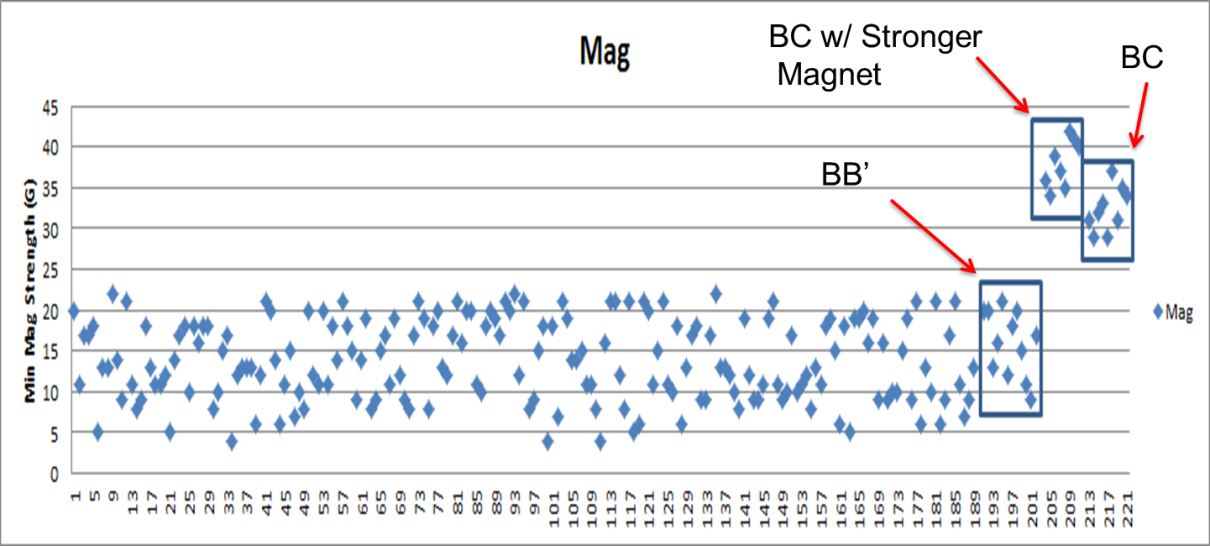 Mag
BC w/ Stronger
Magnet
BC
BB’
Min Mag Strength (G)
45
40
35
30
25
20
15
10
5
0
Mag
1 5 9 13 17 21 25 29 33 37 41 45 49 53 57 61 65 69 73 77 81 85 89 93 97 101 105 109 113 117 121 125 129 133 137 141 145 149 153 157 161 165 169 173 177 181 185 189 193 197 201 205 209 213 217 221